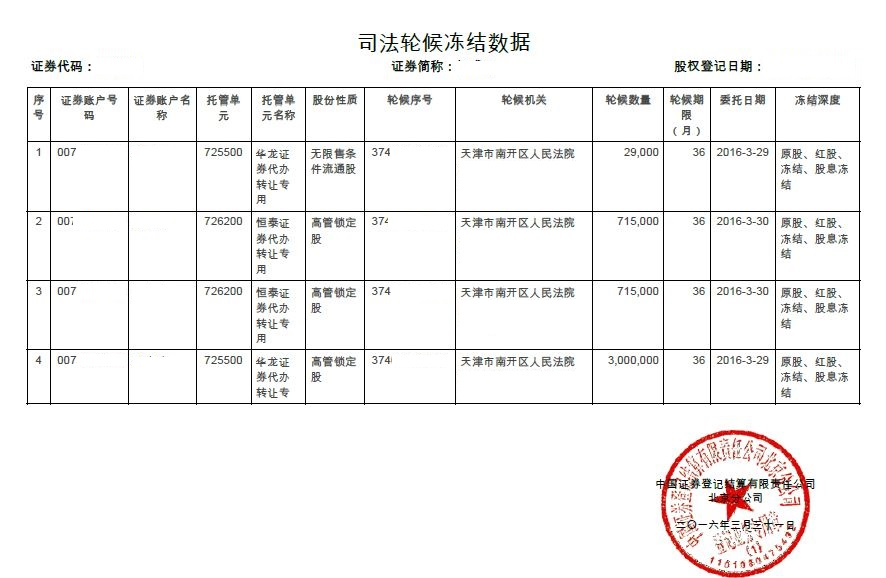 司法轮候冻结数据
证券代码： 证券简称： 股权登记日期：
序号 证券账户号码 证券账户名称 托管单元 托管单元名称 股份性质 轮候序号 轮候机关 轮候数量 轮候期限（月） 委托日期 冻结深度
1 007 725500 华龙证券代办转让专用 无限售条件流通股 374 天津市南开区人民法院 29,000 36 2016-3-29 原股、红股、冻结、股息冻结
2 007 726200 恒泰证券代办转让专用 高管锁定股 374 天津市南开区人民法院 715,000 36 2016-3-30 原股、红股、冻结、股息冻结
3 007 726200 恒泰证券代办转让专用 高管锁定股 374 天津市南开区人民法院 715,000 36 2016-3-30 原股、红股、冻结、股息冻结
4 007 725500 华龙证券代办转让专 高管锁定股 374 天津市南开区人民法院 3,000,000 36 2016-3-29 原股、红股、冻结、股息冻结
中国证券登记结算有限责任公司
北京分公司
二〇一六年三月三十一日
(1)